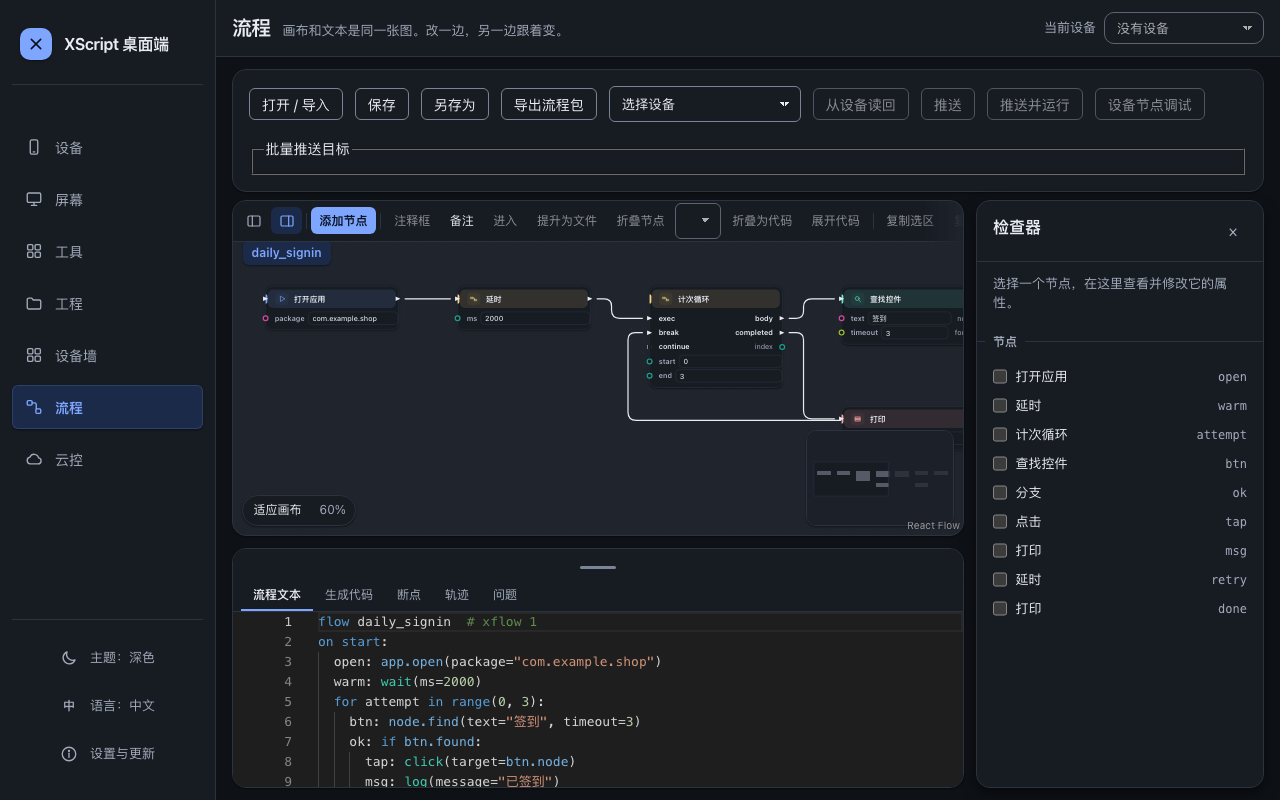 XScript 桌面端
设备
屏幕
工具
工程
设备墙
流程
云控
主题：深色
中 语言：中文
设置与更新
流程 画布和文本是同一张图。改一边，另一边跟着变。
当前设备 没有设备
打开 / 导入 保存 另存为 导出流程包 选择设备 从设备读回 推送 推送并运行 设备节点调试
批量推送目标
添加节点 注释框 备注 进入 提升为文件 折叠节点 折叠为代码 展开代码 复制选区
daily_signin
打开应用
package com.example.shop
延时
ms 2000
计次循环
exec body
break completed
continue index
start 0
end 3
查找控件
text 签到
timeout 3
打印
适应画布 60%
React Flow
流程文本 生成代码 断点 轨迹 问题
1 flow daily_signin # xflow 1
2 on start:
3 open: app.open(package="com.example.shop")
4 warm: wait(ms=2000)
5 for attempt in range(0, 3):
6 btn: node.find(text="签到", timeout=3)
7 ok: if btn.found:
8 tap: click(target=btn.node)
9 msg: log(message="已签到")
检查器
选择一个节点，在这里查看并修改它的属
性。
节点
打开应用 open
延时 warm
计次循环 attempt
查找控件 btn
分支 ok
点击 tap
打印 msg
延时 retry
打印 done